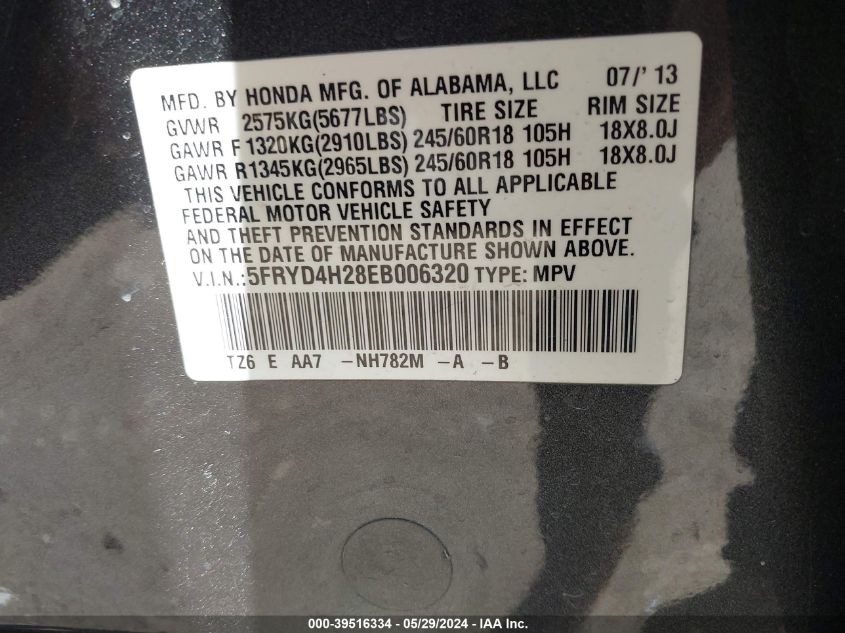 MFD. BY HONDA MFG. OF ALABAMA, LLC 07/' 13
GVWR 2575KG(5677LBS) TIRE SIZE RIM SIZE
GAWR F1320KG(2910LBS) 245/60R18 105H 18X8.0J
GAWR R1345KG(2965LBS) 245/60R18 105H 18X8.0J
THIS VEHICLE CONFORMS TO ALL APPLICABLE
FEDERAL MOTOR VEHICLE SAFETY
AND THEFT PREVENTION STANDARDS IN EFFECT
ON THE DATE OF MANUFACTURE SHOWN ABOVE.
V.I.N.:5FRYD4H28EB006320 TYPE: MPV
TZ6 E AA7 -NH782M -A -B
000-39516334 - 05/29/2024 - IAA Inc.